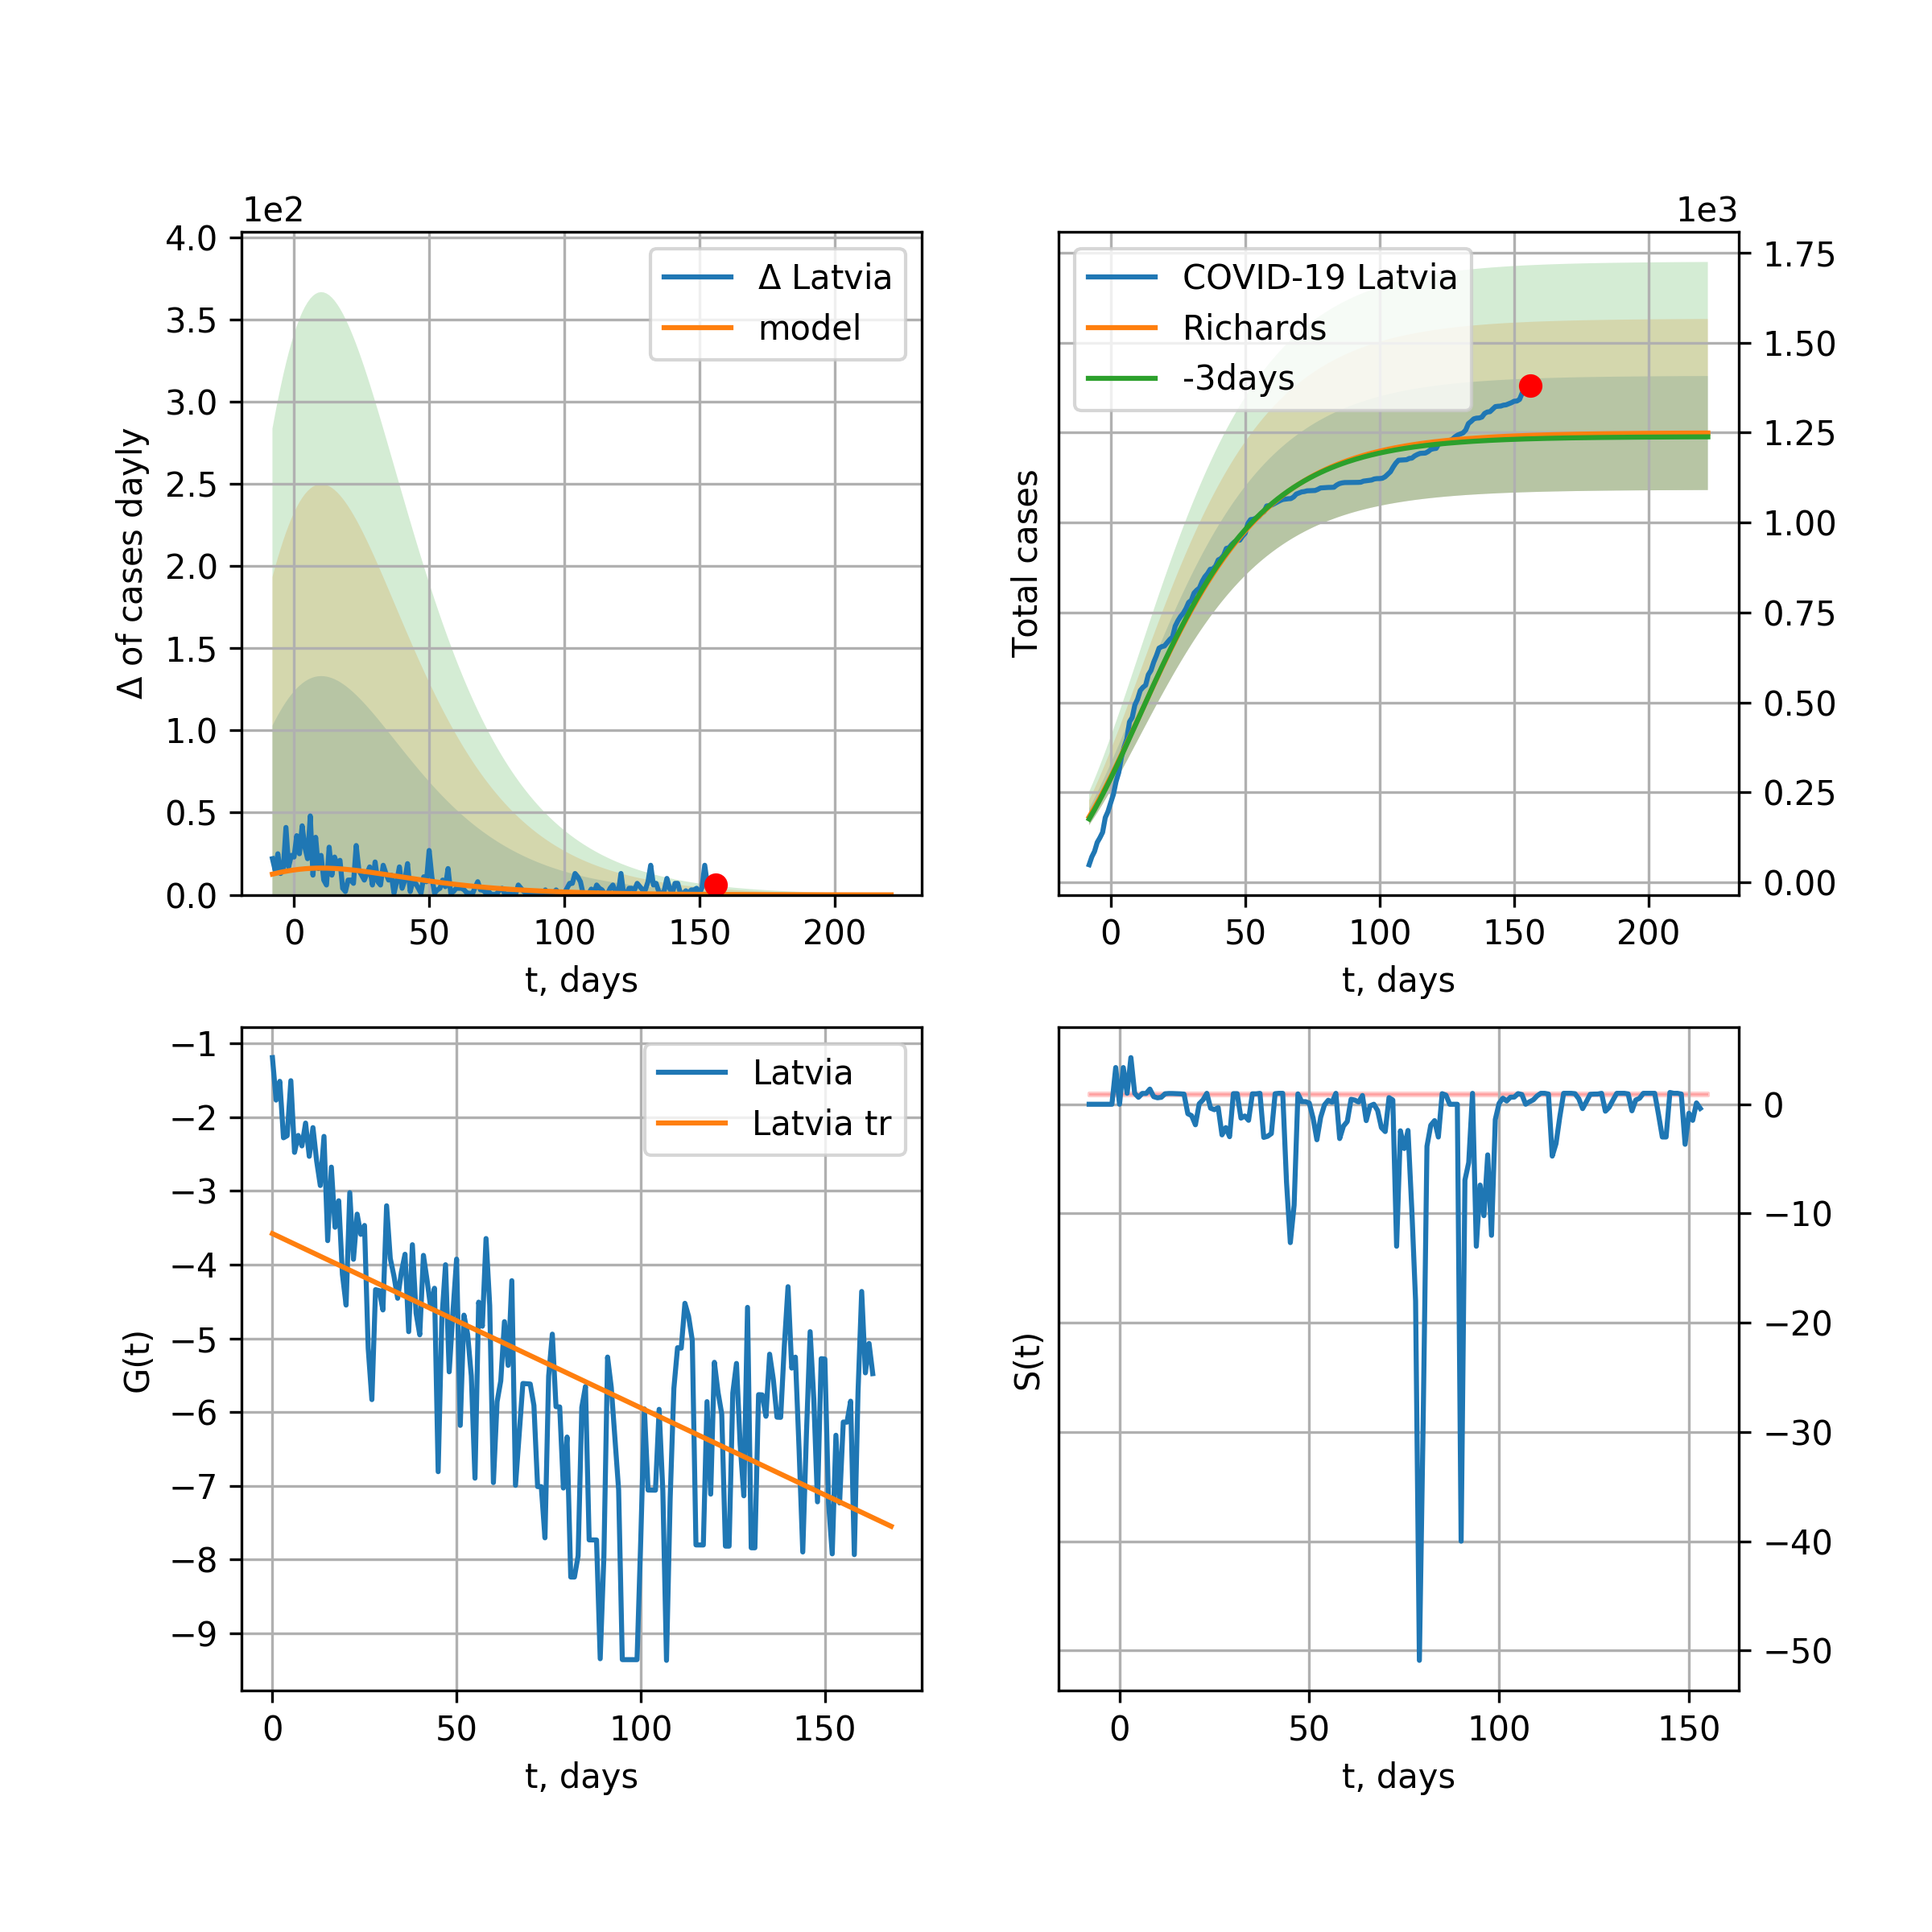 1e2
4.0
3.5
3.0
2.5
2.0
1.5
1.0
0.5
0.0
Δ of cases dayly
Δ Latvia
model
0 50 100 150 200
t, days
1e3
1.75
1.50
1.25
1.00
0.75
0.50
0.25
0.00
Total cases
COVID-19 Latvia
Richards
-3days
0 50 100 150 200
t, days
−1
−2
−3
−4
−5
−6
−7
−8
−9
G(t)
Latvia
Latvia tr
0 50 100 150
t, days
0
−10
−20
−30
−40
−50
S(t)
0 50 100 150
t, days